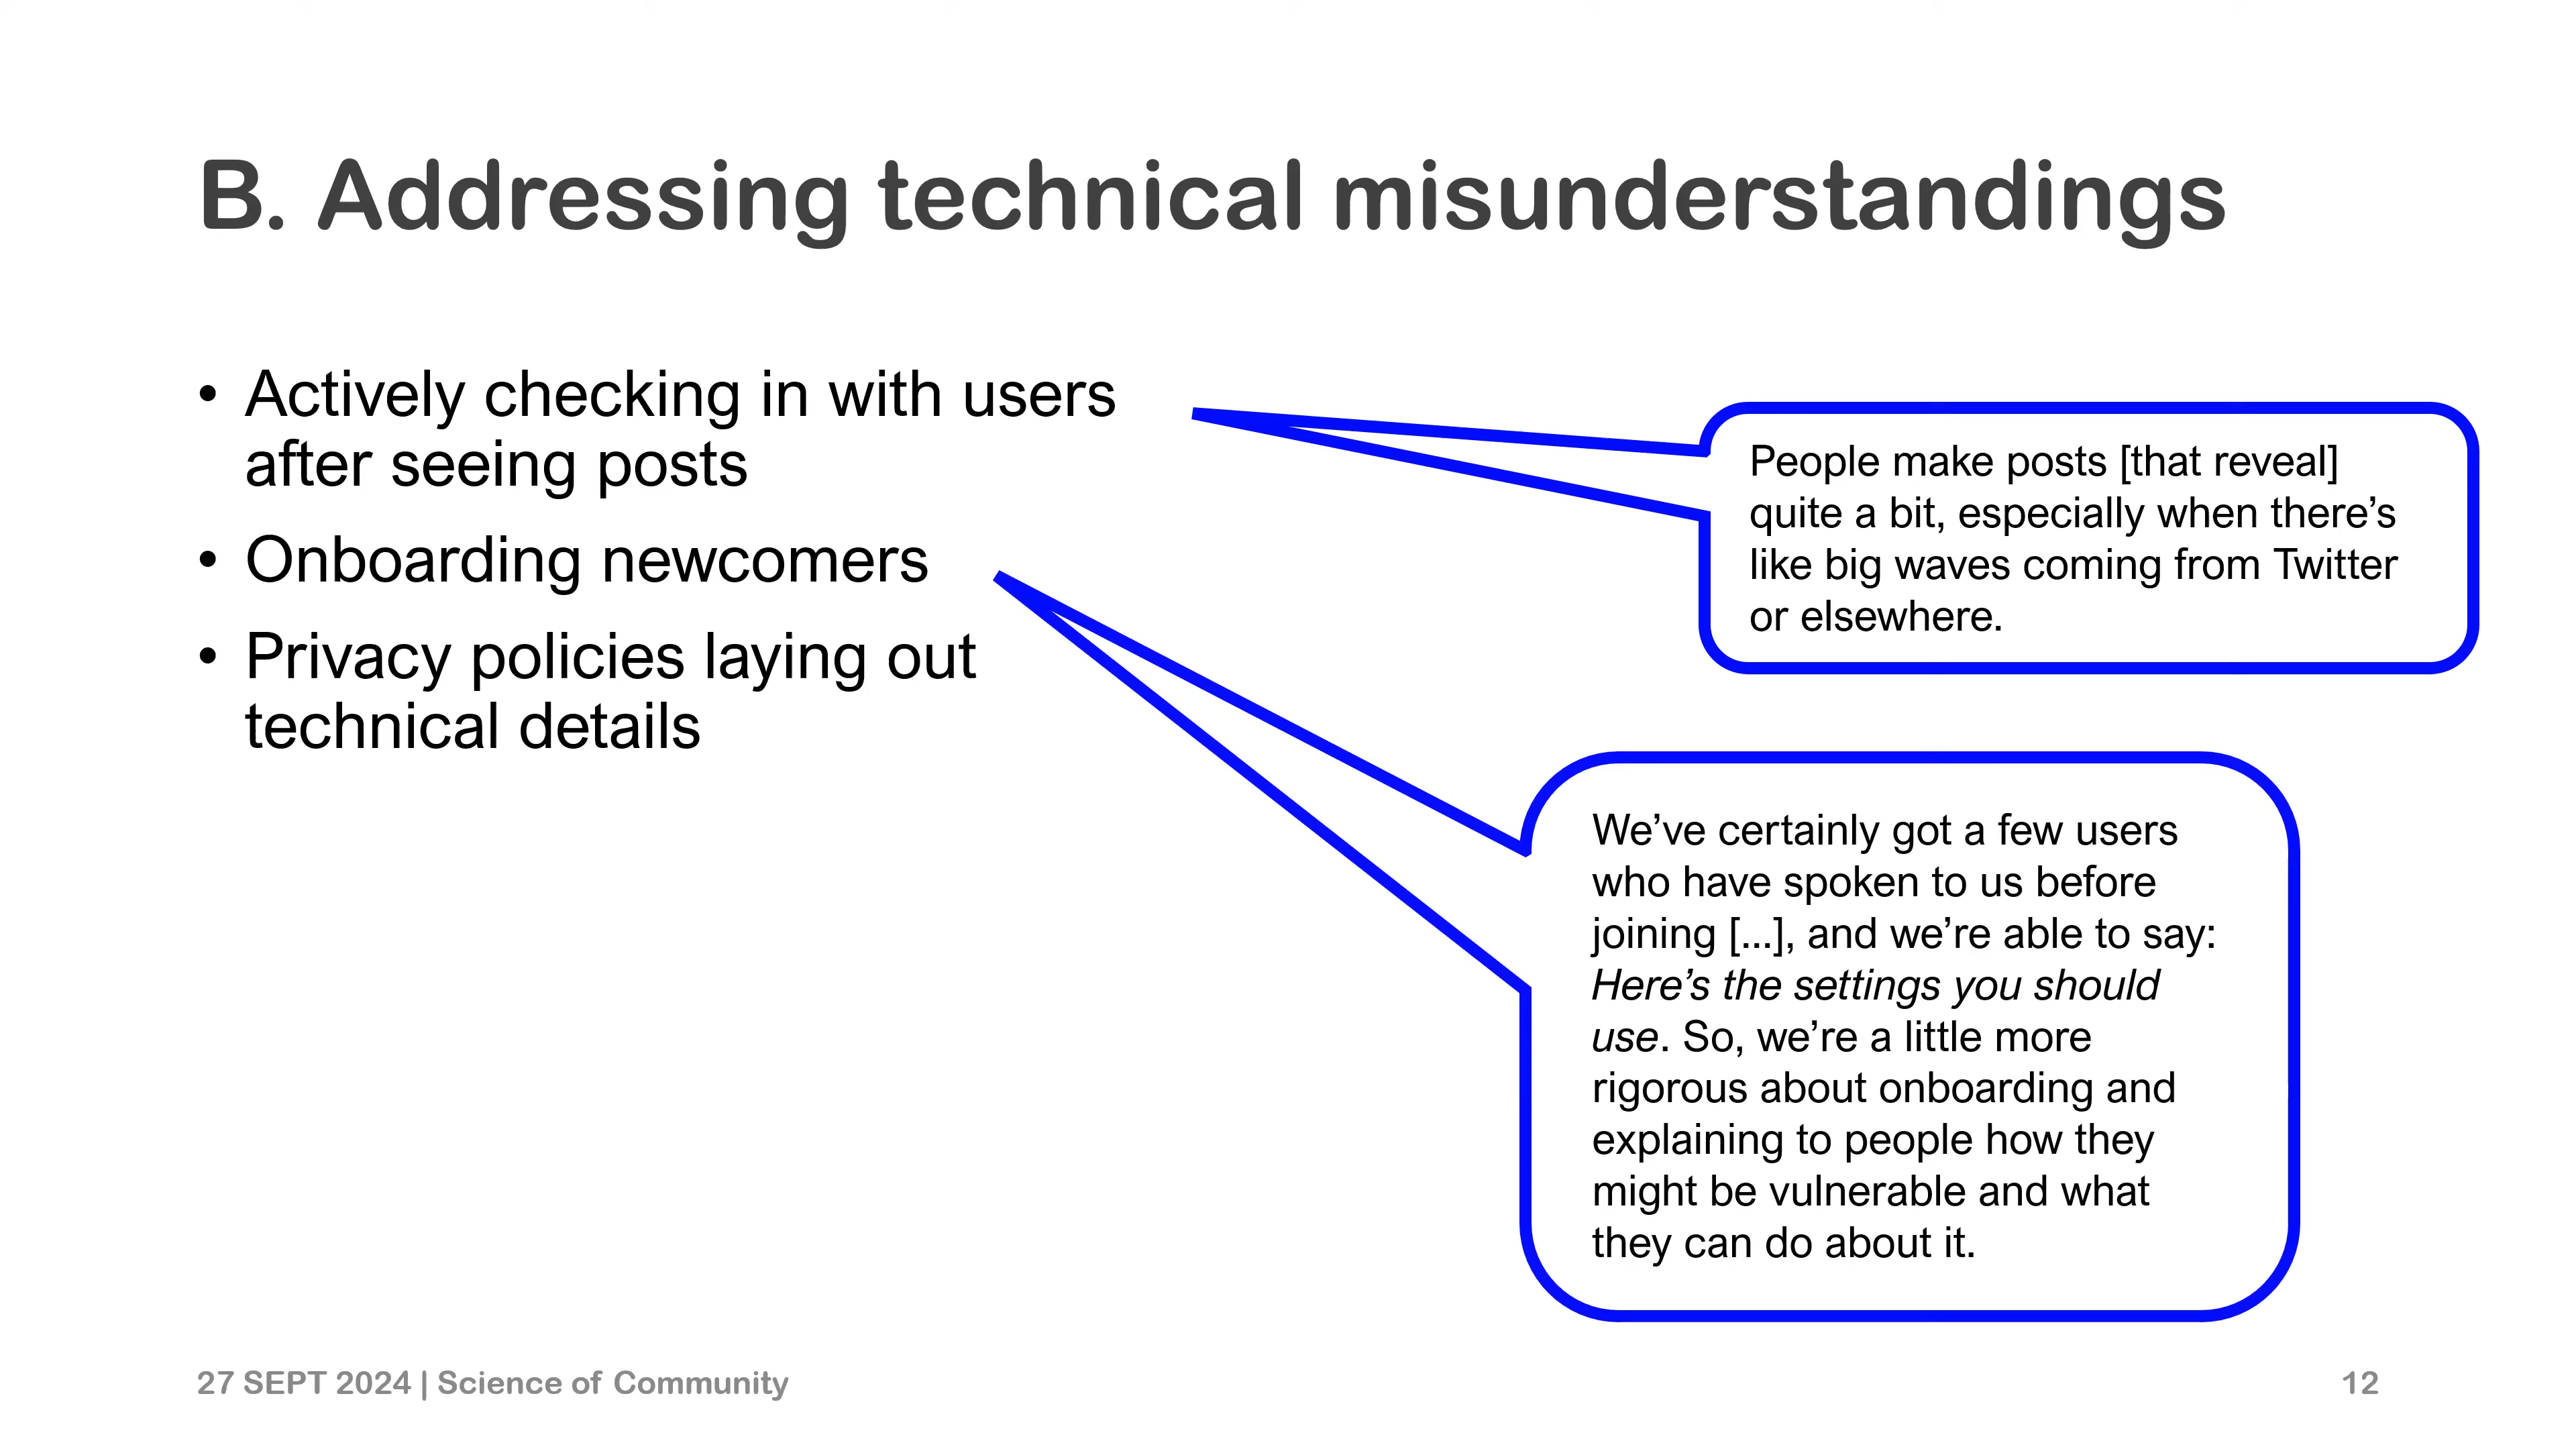 B. Addressing technical misunderstandings
• Actively checking in with users
after seeing posts
• Onboarding newcomers
• Privacy policies laying out
technical details
People make posts [that reveal]
quite a bit, especially when there’s
like big waves coming from Twitter
or elsewhere.
We’ve certainly got a few users
who have spoken to us before
joining [...], and we’re able to say:
Here’s the settings you should
use. So, we’re a little more
rigorous about onboarding and
explaining to people how they
might be vulnerable and what
they can do about it.
27 SEPT 2024 | Science of Community
12